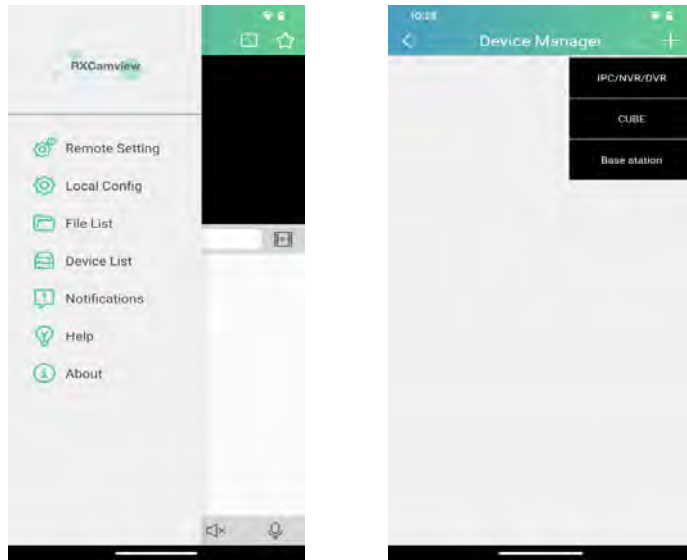 RXCamview
Remote Setting
Local Config
File List
Device List
Notifications
Help
About
10:28
Device Manager
IPC/NVR/DVR
CUBE
Base station